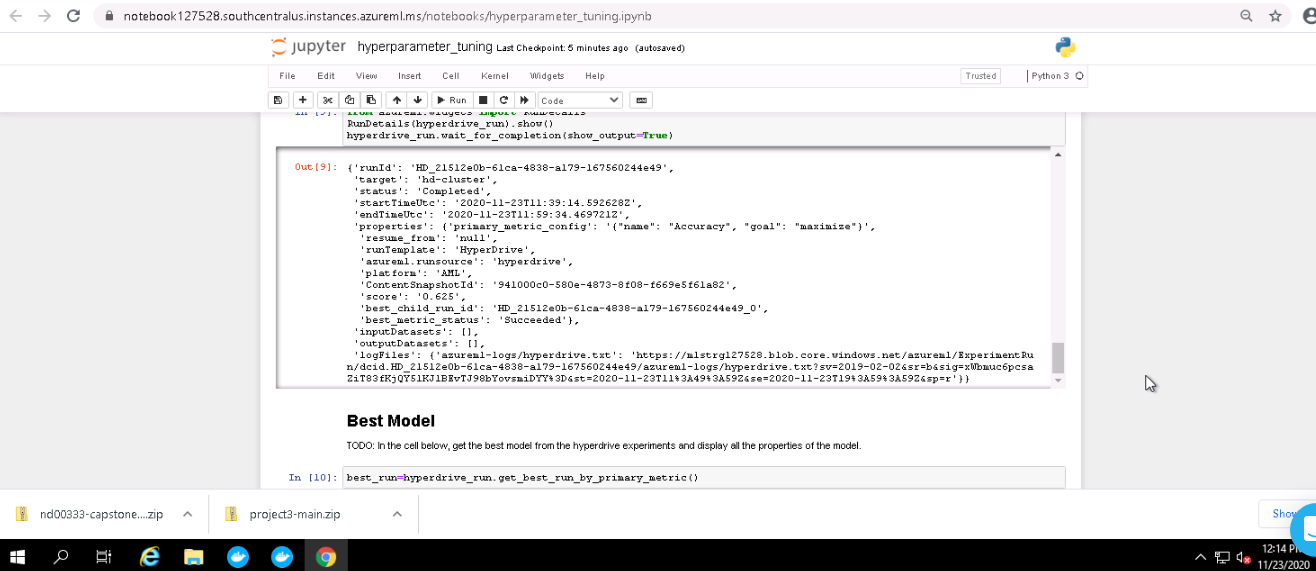 notebook127528.southcentralus.instances.azureml.ms/notebooks/hyperparameter_tuning.ipynb
jupyter hyperparameter_tuning Last Checkpoint: 5 minutes ago (autosaved)
File Edit View Insert Cell Kernel Widgets Help Trusted Python 3
Run Code
In [9]: from azureml.widgets import RunDetails
RunDetails(hyperdrive_run).show()
hyperdrive_run.wait_for_completion(show_output=True)
Out[9]: {'runId': 'HD_21512e0b-61ca-4838-a179-167560244e49',
'target': 'hd-cluster',
'status': 'Completed',
'startTimeUtc': '2020-11-23T11:39:14.592628Z',
'endTimeUtc': '2020-11-23T11:59:34.469721Z',
'properties': {'primary_metric_config': '{"name": "Accuracy", "goal": "maximize"}',
'resume_from': 'null',
'runTemplate': 'HyperDrive',
'azureml.runsource': 'hyperdrive',
'platform': 'AML',
'ContentSnapshotId': '941000c0-580e-4873-8f08-f669e5f61a82',
'score': '0.625',
'best_child_run_id': 'HD_21512e0b-61ca-4838-a179-167560244e49_0',
'best_metric_status': 'Succeeded'},
'inputDatasets': [],
'outputDatasets': [],
'logFiles': {'azureml-logs/hyperdrive.txt': 'https://mlstrg127528.blob.core.windows.net/azureml/ExperimentRu
n/dcid.HD_21512e0b-61ca-4838-a179-167560244e49/azureml-logs/hyperdrive.txt?sv=2019-02-02&sr=b&sig=xWbmuc6pcsa
ZiT83fKjQY51KJ1BEvTJ98bYovsmiDYY%3D&st=2020-11-23T11%3A49%3A59Z&se=2020-11-23T19%3A59%3A59Z&sp=r'}}
Best Model
TODO: In the cell below, get the best model from the hyperdrive experiments and display all the properties of the model.
In [10]: best_run=hyperdrive_run.get_best_run_by_primary_metric()
nd00333-capstone....zip project3-main.zip Show
12:14 P
11/23/2020